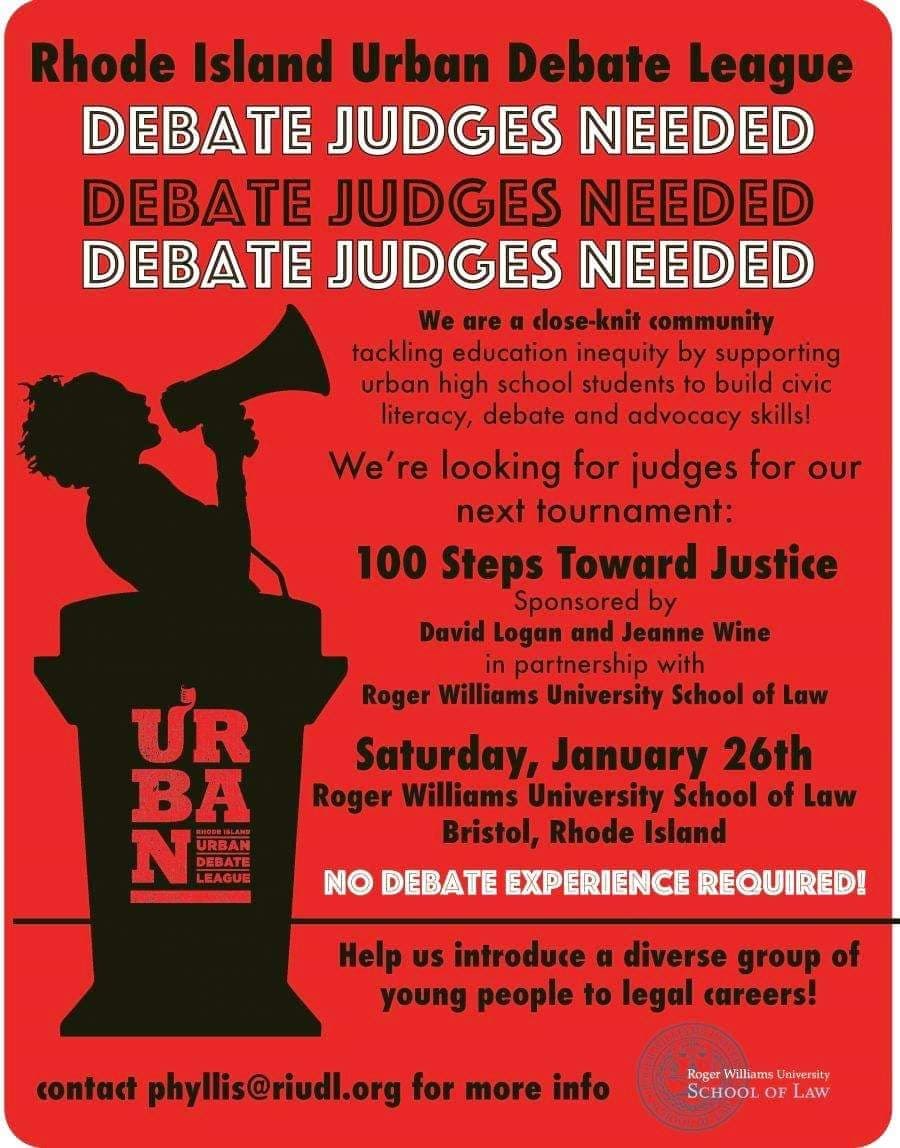 Rhode Island Urban Debate League
DEBATE JUDGES NEEDED
DEBATE JUDGES NEEDED
DEBATE JUDGES NEEDED
We are a close-knit community
tackling education inequity by supporting
urban high school students to build civic
literacy, debate and advocacy skills!
We're looking for judges for our
next tournament:
100 Steps Toward Justice
Sponsored by
David Logan and Jeanne Wine
in partnership with
Roger Williams University School of Law
Saturday, January 26th
Roger Williams University School of Law
Bristol, Rhode Island
NO DEBATE EXPERIENCE REQUIRED!
UR
BA
N
RHODE ISLAND
URBAN
DEBATE
LEAGUE
Help us introduce a diverse group of
young people to legal careers!
contact phyllis@riudl.org for more info
Roger Williams University
SCHOOL OF LAW